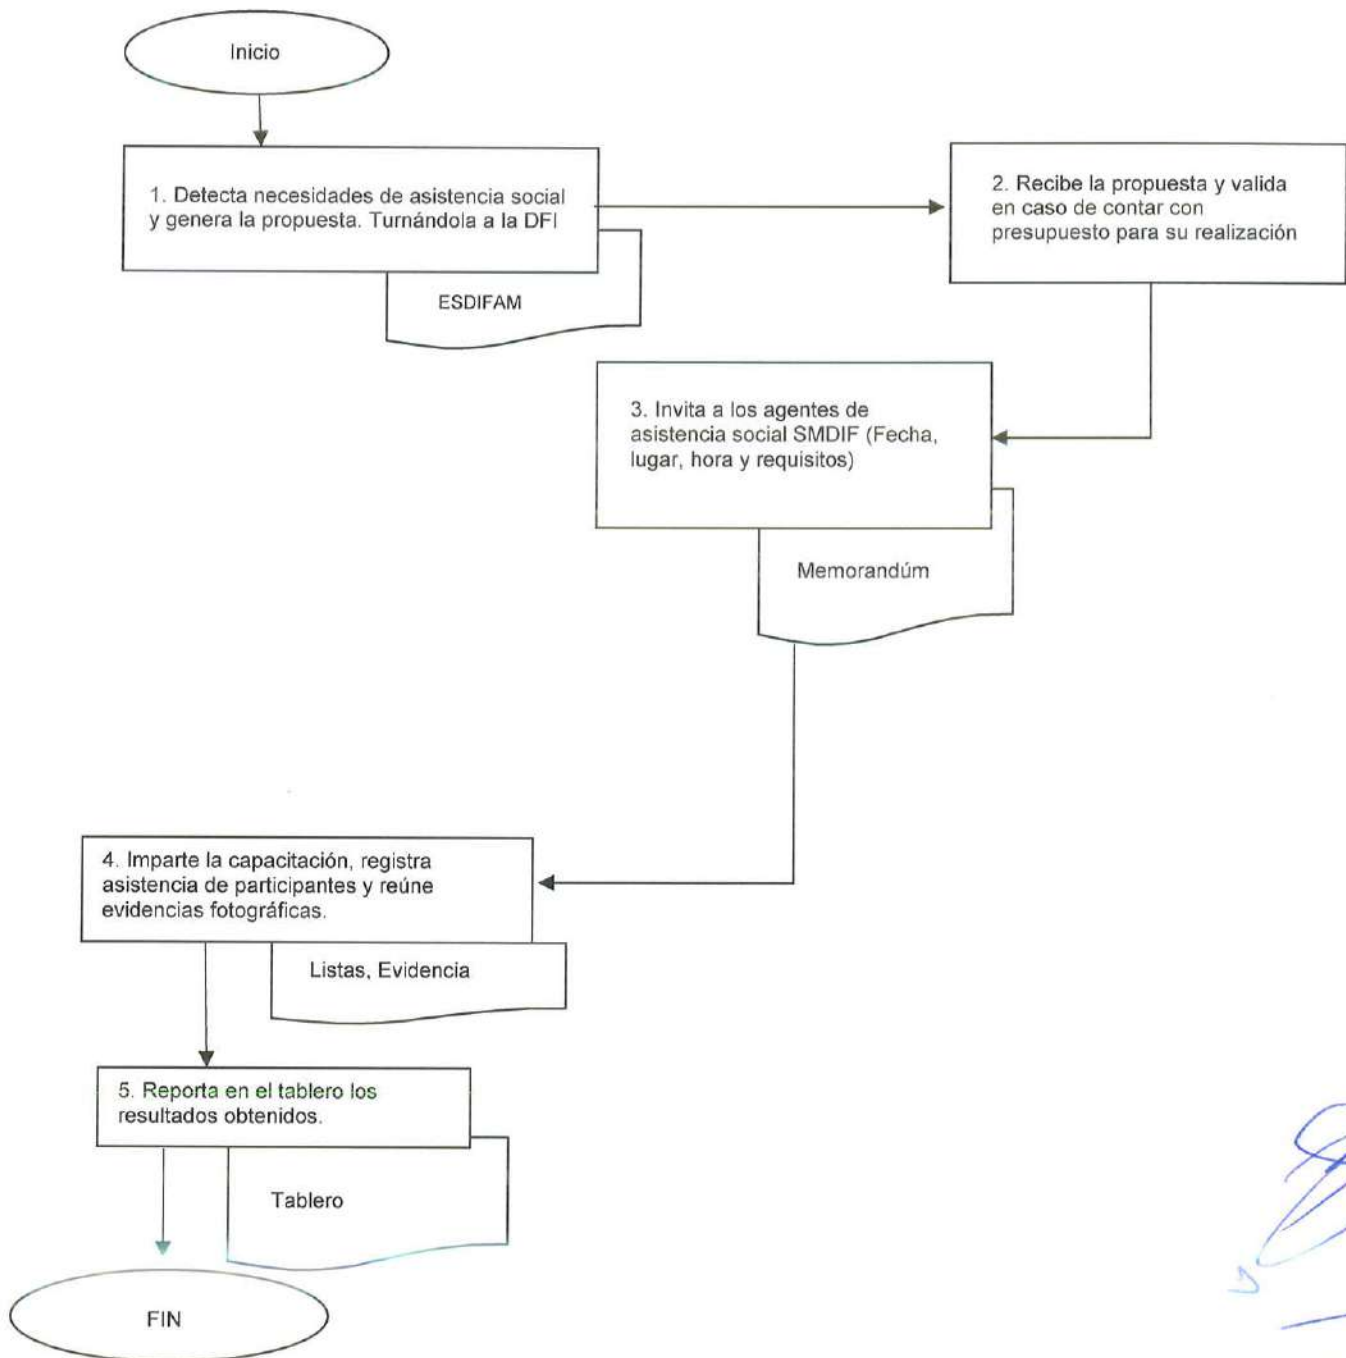 Inicio
1. Detecta necesidades de asistencia social
y genera la propuesta. Turnándola a la DFI
ESDIFAM
2. Recibe la propuesta y valida
en caso de contar con
presupuesto para su realización
3. Invita a los agentes de
asistencia social SMDIF (Fecha,
lugar, hora y requisitos)
Memorandúm
4. Imparte la capacitación, registra
asistencia de participantes y reúne
evidencias fotográficas.
Listas, Evidencia
5. Reporta en el tablero los
resultados obtenidos.
Tablero
FIN